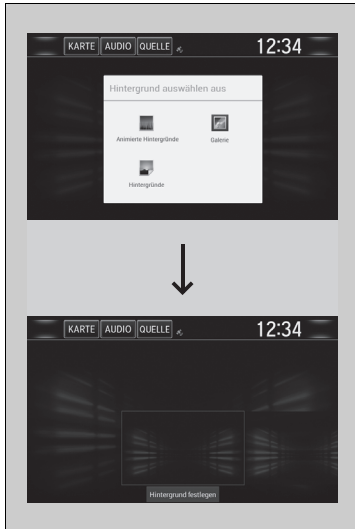 KARTE AUDIO QUELLE 12:34
Hintergrund auswählen aus
Animierte Hintergründe Galerie
Hintergründe
KARTE AUDIO QUELLE 12:34
Hintergrund festlegen